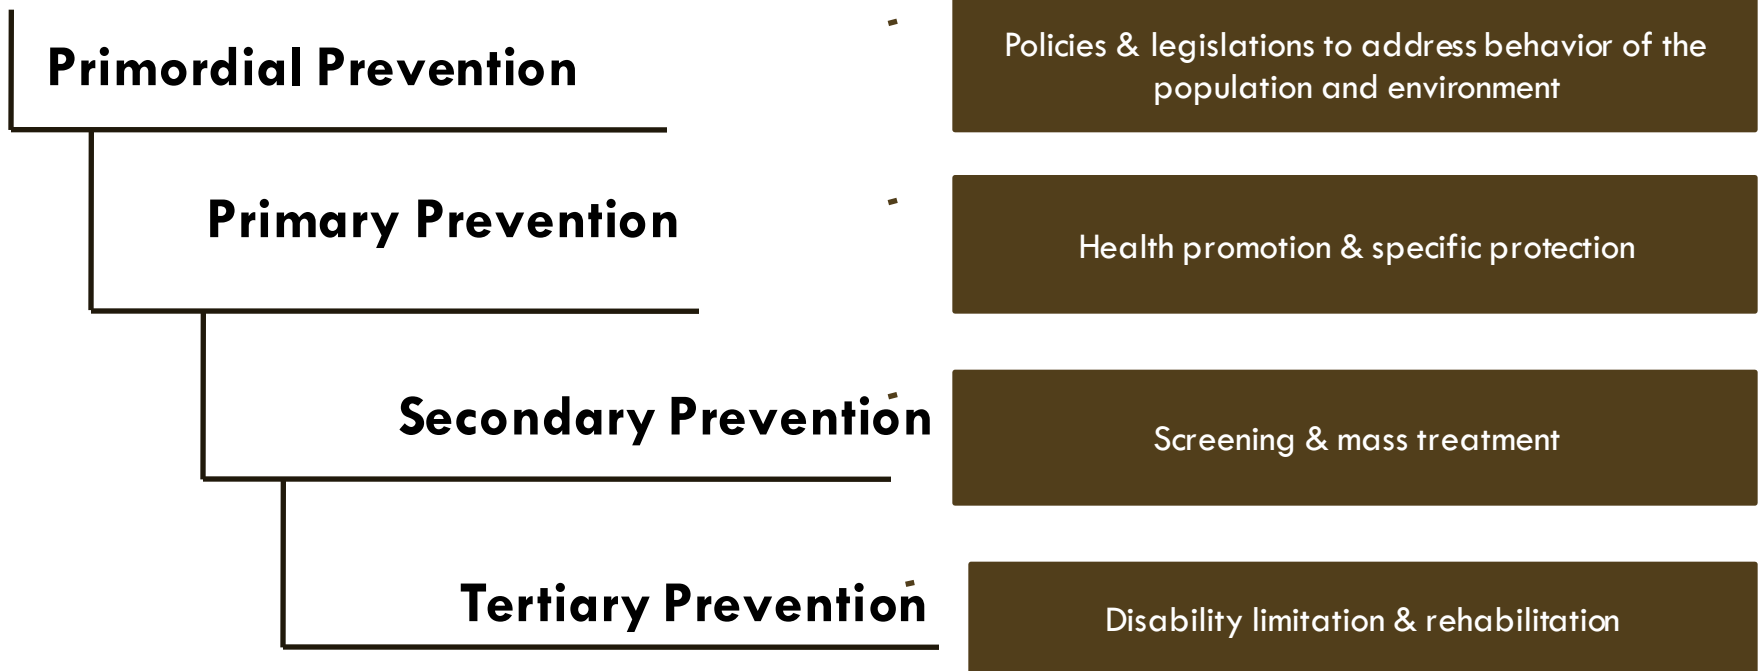 Primordial Prevention
Policies & legislations to address behavior of the
population and environment
Primary Prevention
Health promotion & specific protection
Secondary Prevention
Screening & mass treatment
Tertiary Prevention
Disability limitation & rehabilitation